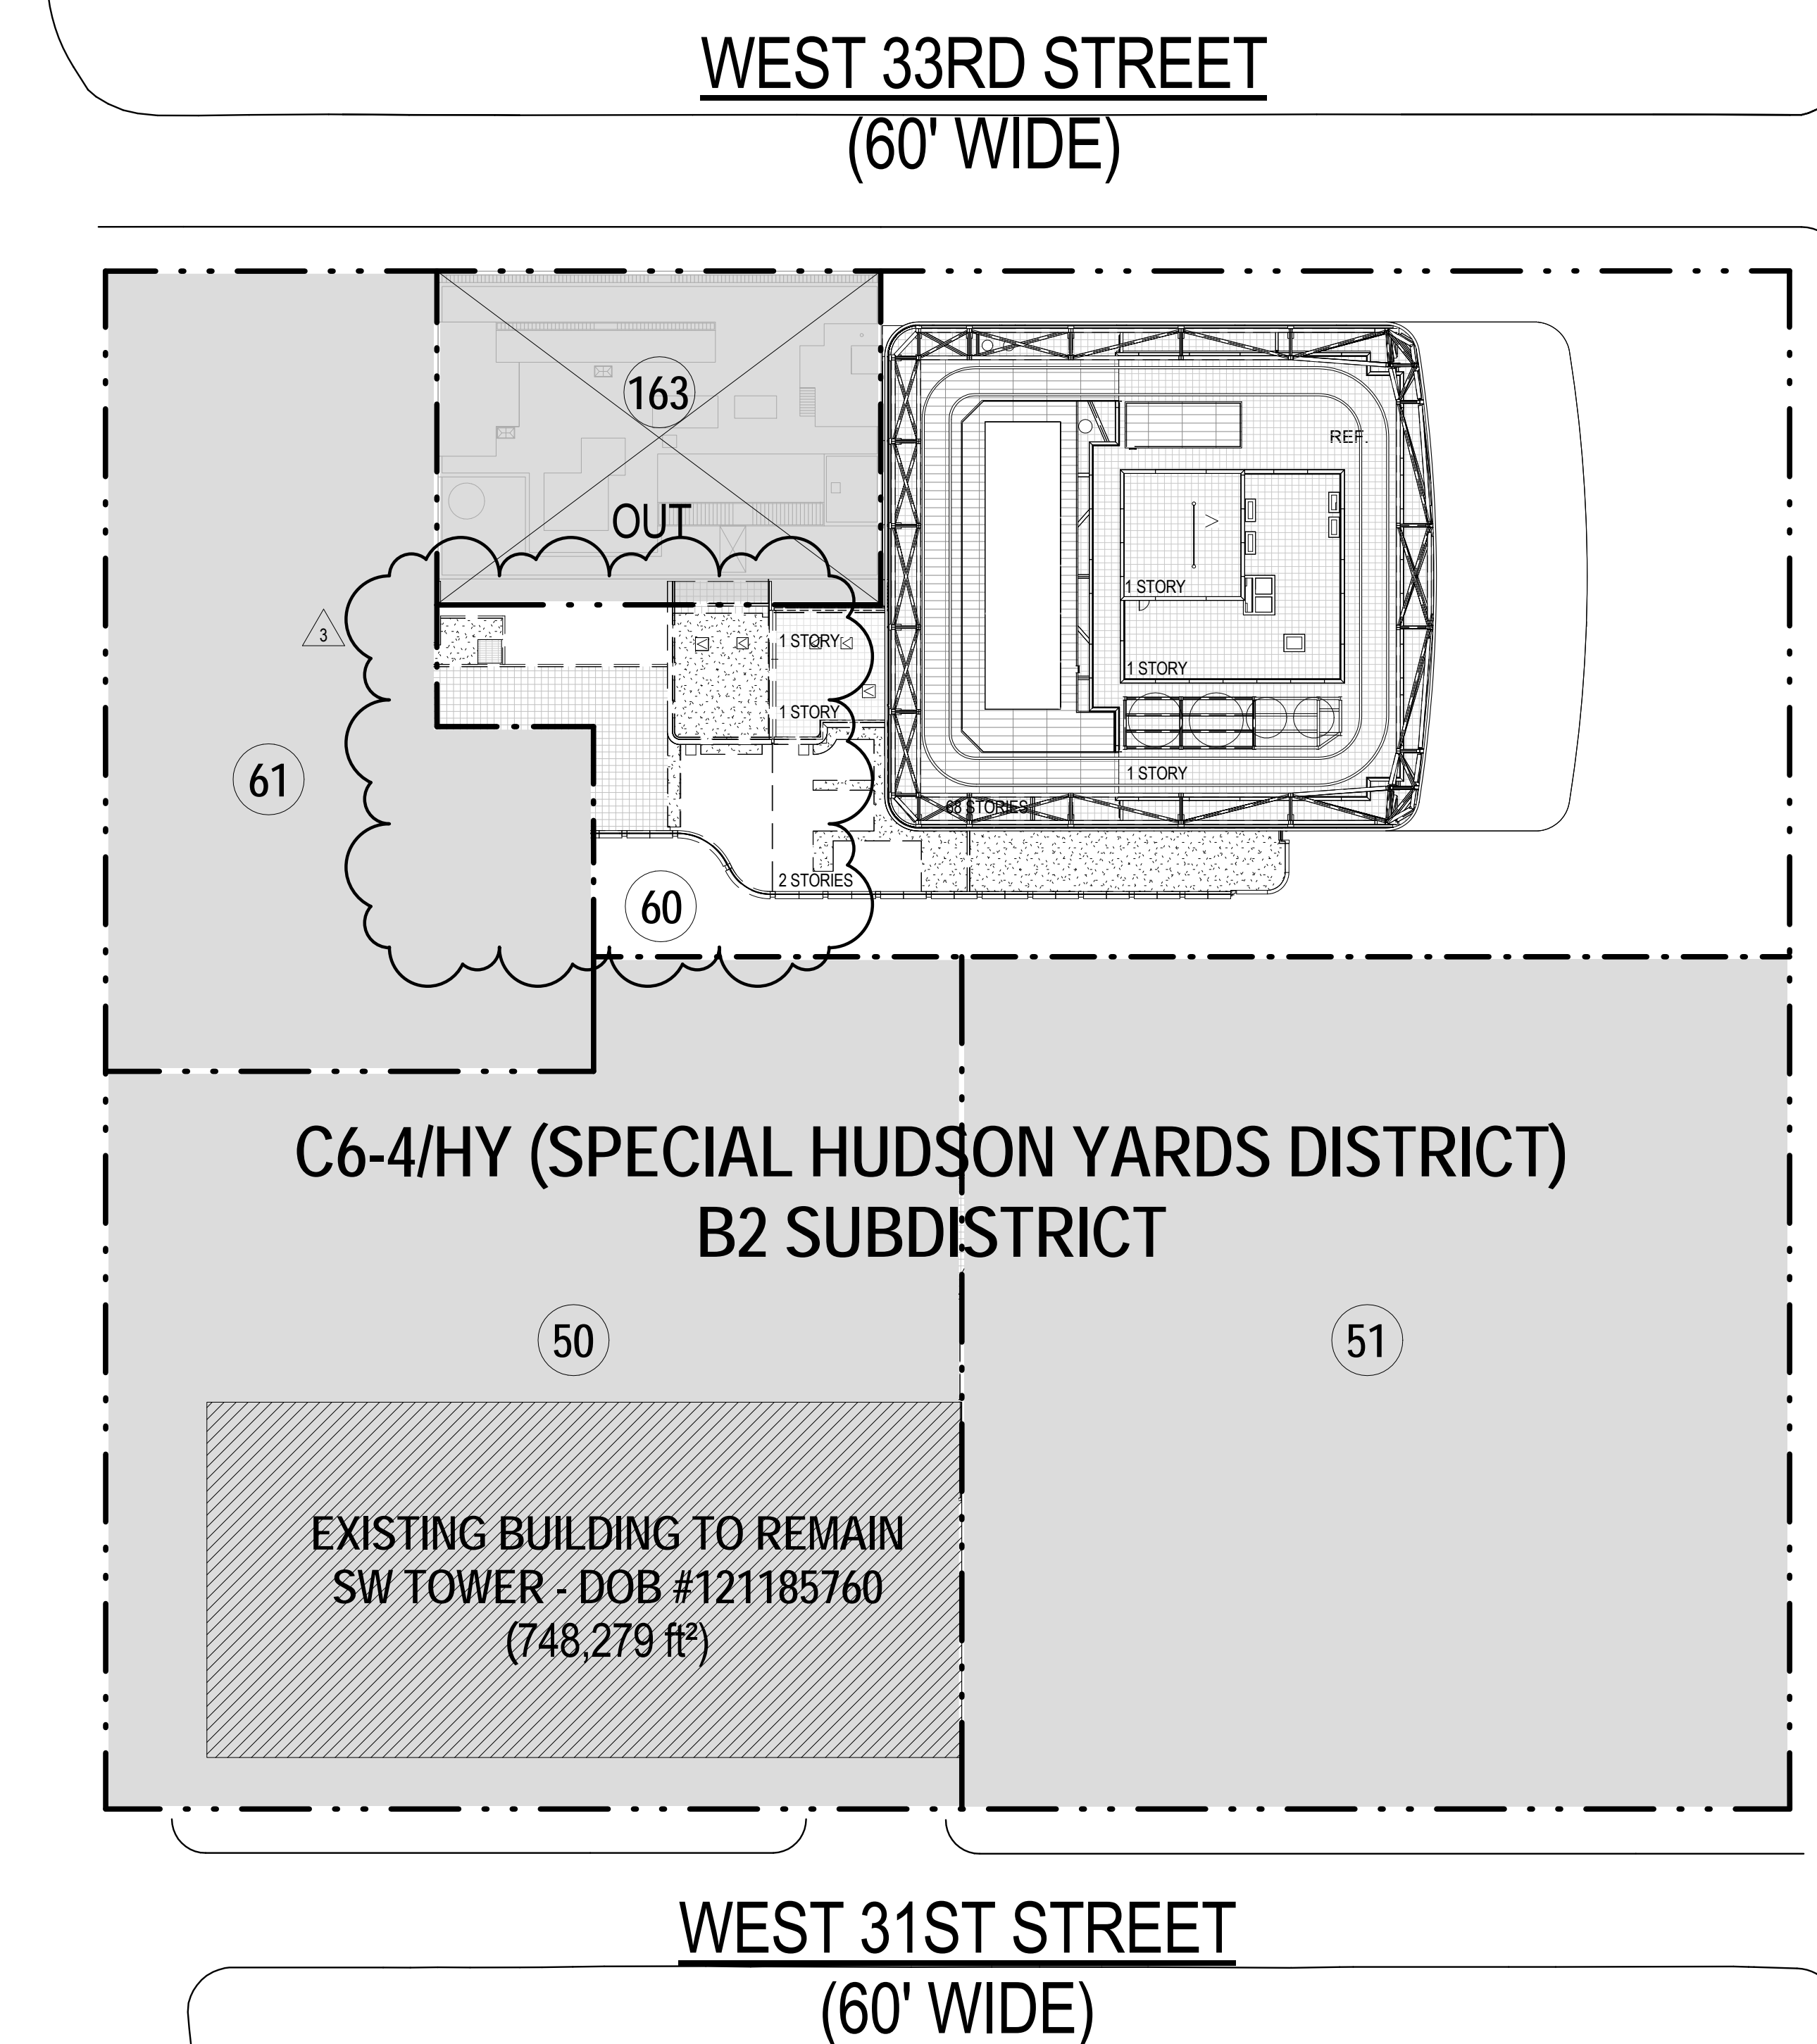 WEST 33RD STREET
(60' WIDE)
163
REF.
OUT
1 STORY
3
1 STORY
1 STORY
1 STORY
61
1 STORY
68 STORIES
2 STORIES
60
C6-4/HY (SPECIAL HUDSON YARDS DISTRICT)
B2 SUBDISTRICT
50
51
EXISTING BUILDING TO REMAIN
SW TOWER - DOB #121185760
(748,279 ft²)
WEST 31ST STREET
(60' WIDE)